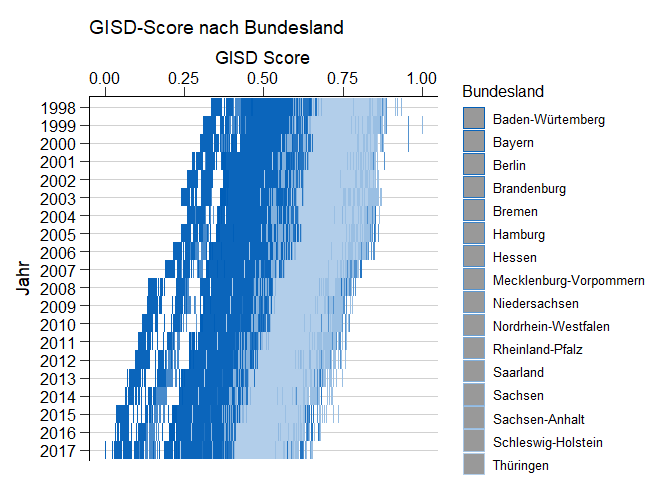 GISD-Score nach Bundesland
GISD Score
0.00 0.25 0.50 0.75 1.00
Jahr
1998
1999
2000
2001
2002
2003
2004
2005
2006
2007
2008
2009
2010
2011
2012
2013
2014
2015
2016
2017
Bundesland
Baden-Würtemberg
Bayern
Berlin
Brandenburg
Bremen
Hamburg
Hessen
Mecklenburg-Vorpommern
Niedersachsen
Nordrhein-Westfalen
Rheinland-Pfalz
Saarland
Sachsen
Sachsen-Anhalt
Schleswig-Holstein
Thüringen